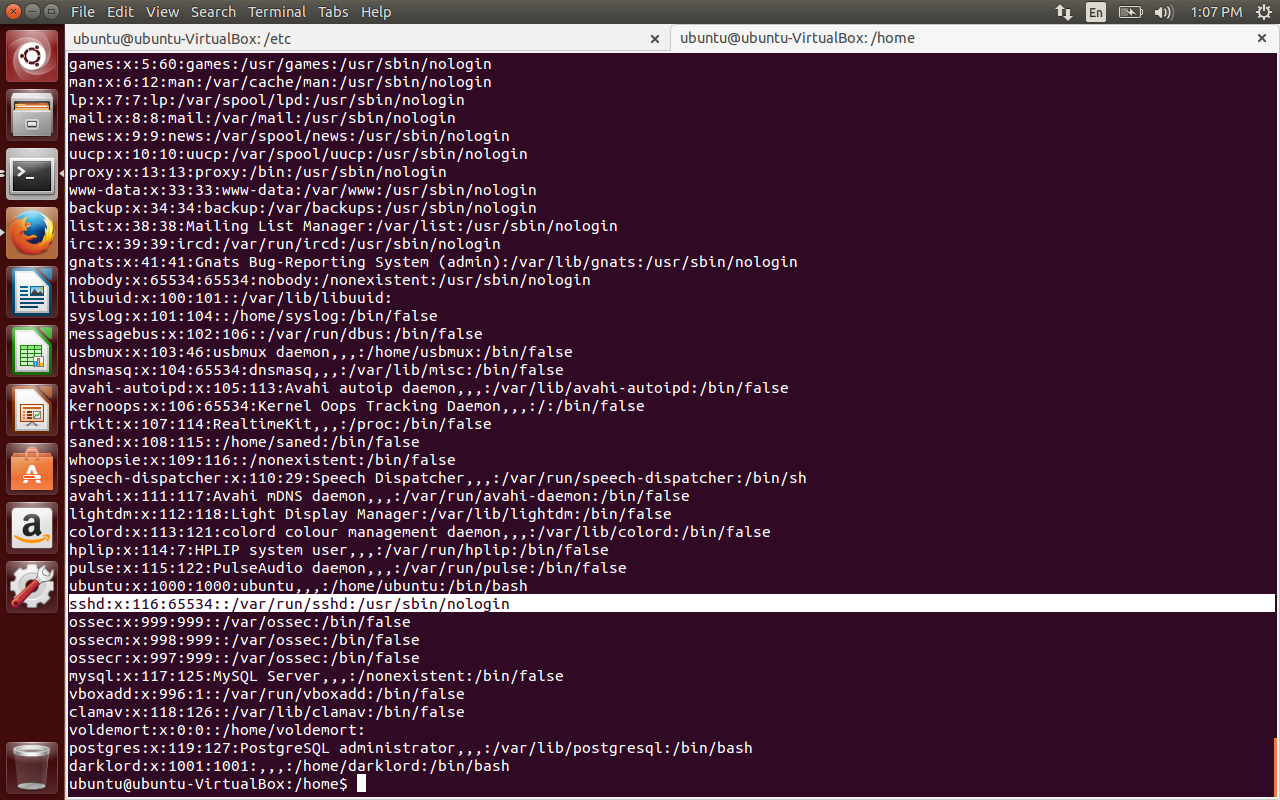 File Edit View Search Terminal Tabs Help En 1:07 PM
ubuntu@ubuntu-VirtualBox: /etc × ubuntu@ubuntu-VirtualBox: /home ×
games:x:5:60:games:/usr/games:/usr/sbin/nologin
man:x:6:12:man:/var/cache/man:/usr/sbin/nologin
lp:x:7:7:lp:/var/spool/lpd:/usr/sbin/nologin
mail:x:8:8:mail:/var/mail:/usr/sbin/nologin
news:x:9:9:news:/var/spool/news:/usr/sbin/nologin
uucp:x:10:10:uucp:/var/spool/uucp:/usr/sbin/nologin
proxy:x:13:13:proxy:/bin:/usr/sbin/nologin
www-data:x:33:33:www-data:/var/www:/usr/sbin/nologin
backup:x:34:34:backup:/var/backups:/usr/sbin/nologin
list:x:38:38:Mailing List Manager:/var/list:/usr/sbin/nologin
irc:x:39:39:ircd:/var/run/ircd:/usr/sbin/nologin
gnats:x:41:41:Gnats Bug-Reporting System (admin):/var/lib/gnats:/usr/sbin/nologin
nobody:x:65534:65534:nobody:/nonexistent:/usr/sbin/nologin
libuuid:x:100:101::/var/lib/libuuid:
syslog:x:101:104::/home/syslog:/bin/false
messagebus:x:102:106::/var/run/dbus:/bin/false
usbmux:x:103:46:usbmux daemon,,,:/home/usbmux:/bin/false
dnsmasq:x:104:65534:dnsmasq,,,:/var/lib/misc:/bin/false
avahi-autoipd:x:105:113:Avahi autoip daemon,,,:/var/lib/avahi-autoipd:/bin/false
kernoops:x:106:65534:Kernel Oops Tracking Daemon,,,:/:/bin/false
rtkit:x:107:114:RealtimeKit,,,:/proc:/bin/false
saned:x:108:115::/home/saned:/bin/false
whoopsie:x:109:116::/nonexistent:/bin/false
speech-dispatcher:x:110:29:Speech Dispatcher,,,:/var/run/speech-dispatcher:/bin/sh
avahi:x:111:117:Avahi mDNS daemon,,,:/var/run/avahi-daemon:/bin/false
lightdm:x:112:118:Light Display Manager:/var/lib/lightdm:/bin/false
colord:x:113:121:colord colour management daemon,,,:/var/lib/colord:/bin/false
hplip:x:114:7:HPLIP system user,,,:/var/run/hplip:/bin/false
pulse:x:115:122:PulseAudio daemon,,,:/var/run/pulse:/bin/false
ubuntu:x:1000:1000:ubuntu,,,:/home/ubuntu:/bin/bash
sshd:x:116:65534::/var/run/sshd:/usr/sbin/nologin
ossec:x:999:999::/var/ossec:/bin/false
ossecm:x:998:999::/var/ossec:/bin/false
ossecr:x:997:999::/var/ossec:/bin/false
mysql:x:117:125:MySQL Server,,,:/nonexistent:/bin/false
vboxadd:x:996:1::/var/run/vboxadd:/bin/false
clamav:x:118:126::/var/lib/clamav:/bin/false
voldemort:x:0:0::/home/voldemort:
postgres:x:119:127:PostgreSQL administrator,,,:/var/lib/postgresql:/bin/bash
darklord:x:1001:1001:,,,:/home/darklord:/bin/bash
ubuntu@ubuntu-VirtualBox:/home$